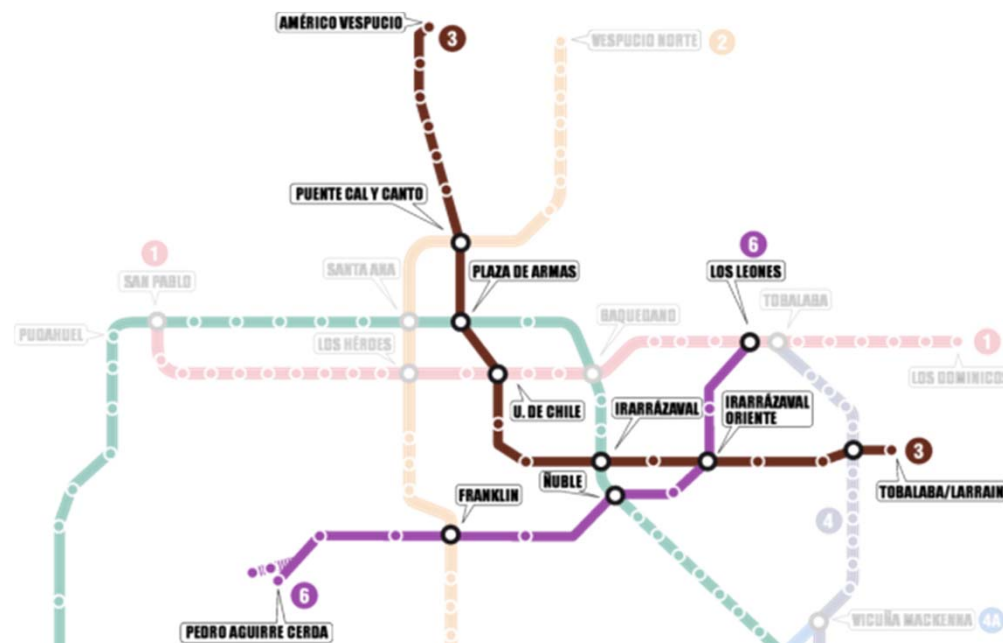 AMÉRICO VESPUCIO
3
VESPUCIO NORTE
2
PUENTE CAL Y CANTO
1
SAN PABLO
SANTA ANA
PLAZA DE ARMAS
6
LOS LEONES
TOBALABA
PUDAHUEL
LOS HÉROES
BAQUEDANO
1
LOS DOMINICOS
U. DE CHILE
IRARRÁZAVAL
IRARRÁZAVAL
ORIENTE
3
ÑUBLE
FRANKLIN
TOBALABA/LARRAIN
4
6
PEDRO AGUIRRE CERDA
VICUÑA MACKENNA
4A